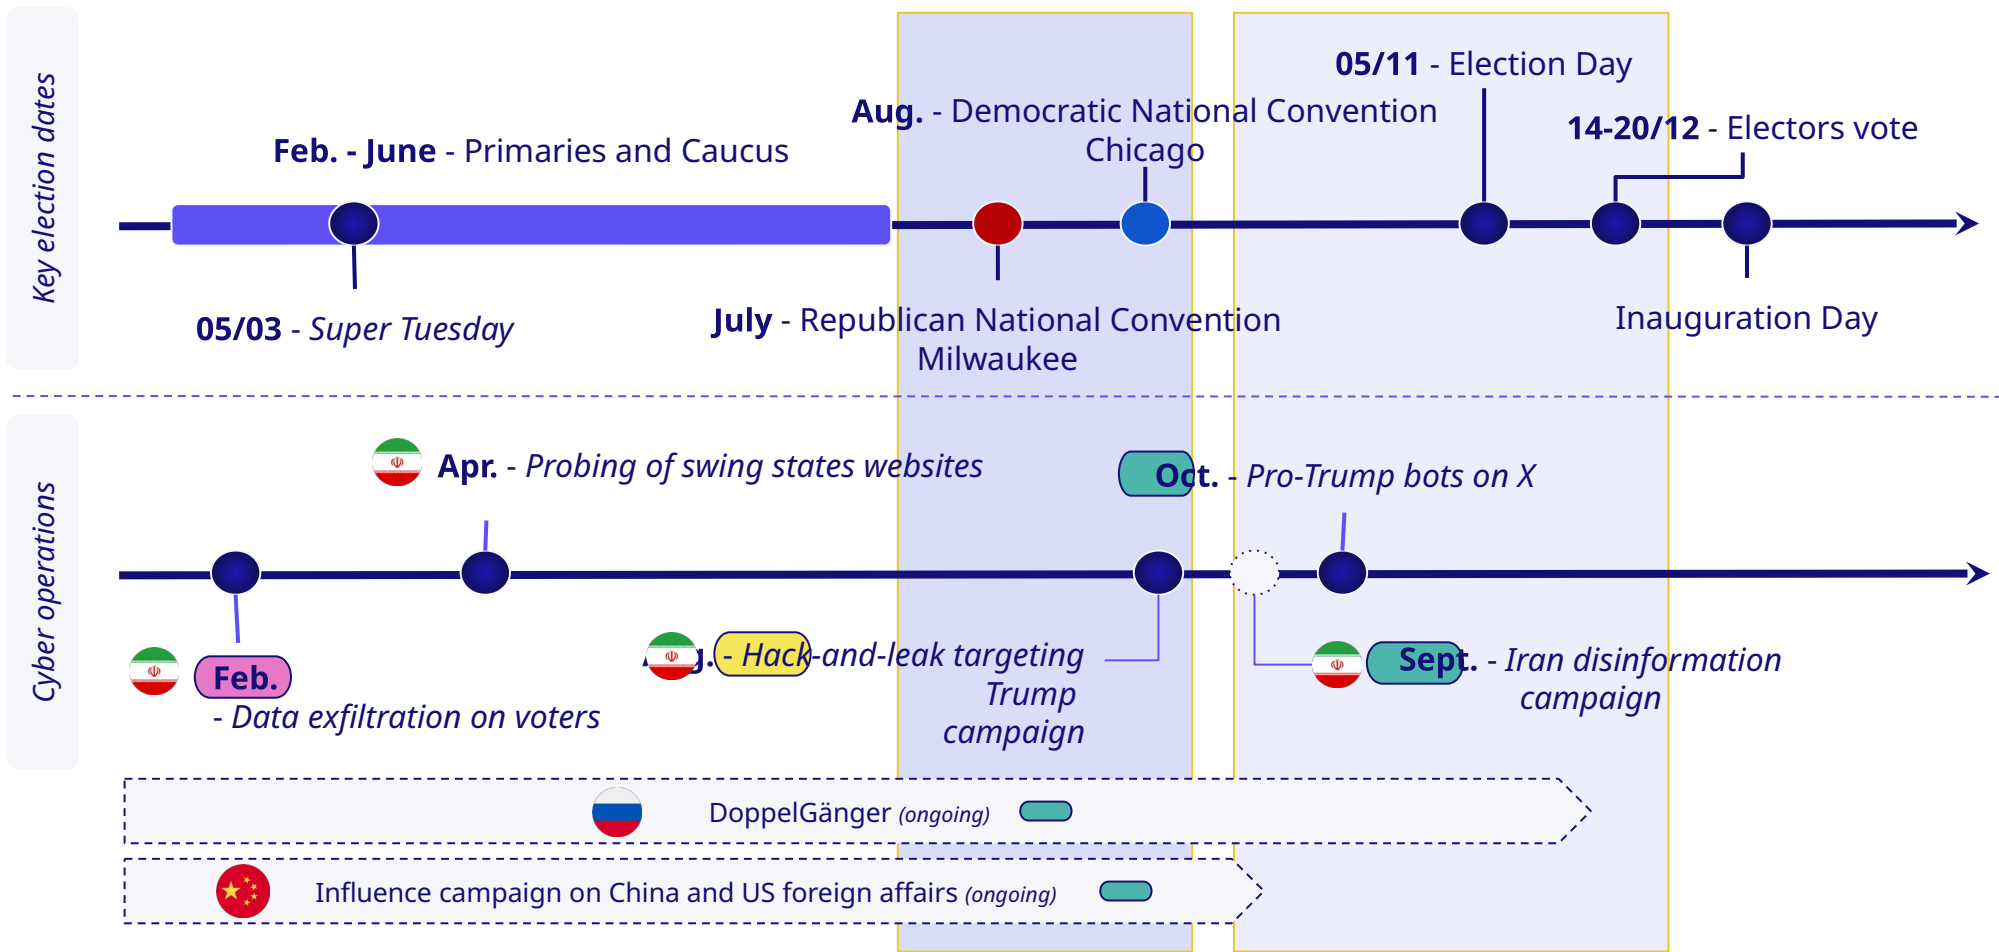 Key election dates
05/11 - Election Day
Aug. - Democratic National Convention
Chicago
14-20/12 - Electors vote
Feb. - June - Primaries and Caucus
05/03 - Super Tuesday
July - Republican National Convention
Milwaukee
Inauguration Day
Cyber operations
Apr. - Probing of swing states websites
Oct. - Pro-Trump bots on X
Feb.
- Data exfiltration on voters
- Hack-and-leak targeting
Trump
campaign
Sept. - Iran disinformation
campaign
DoppelGänger (ongoing)
Influence campaign on China and US foreign affairs (ongoing)